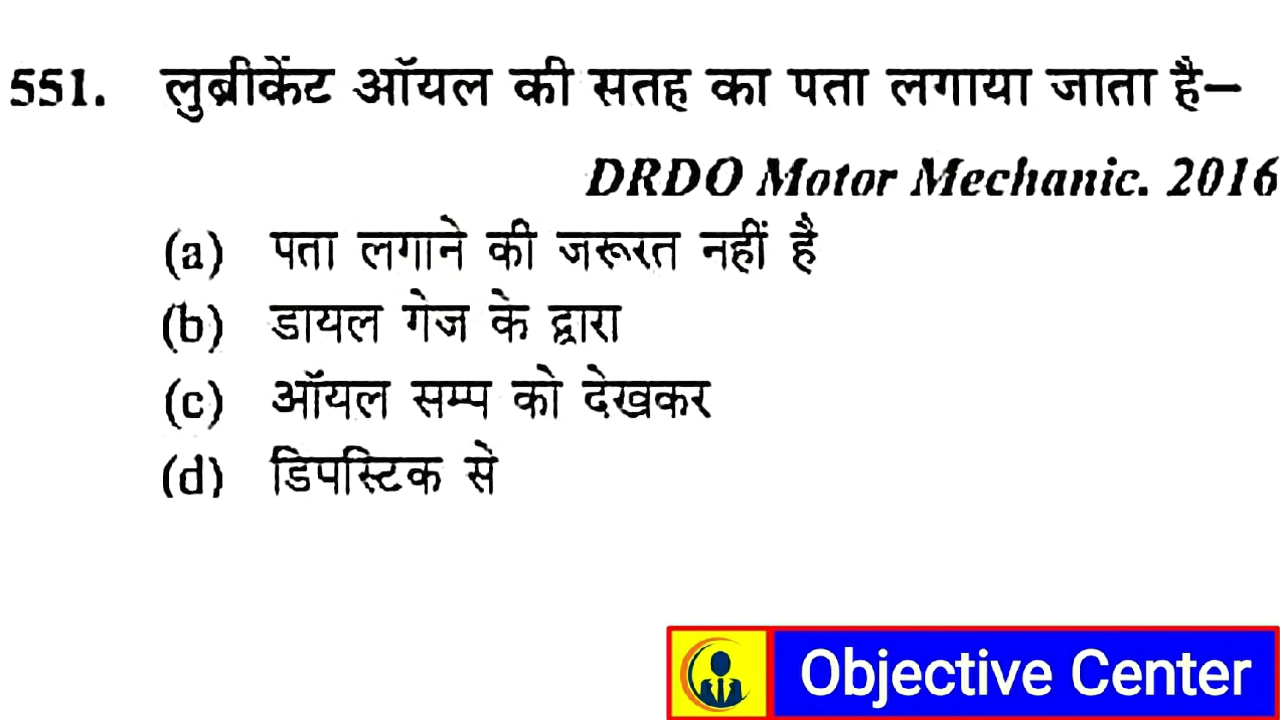 551. लुब्रीकेंट ऑयल की सतह का पता लगाया जाता है–
DRDO Motor Mechanic. 2016
(a) पता लगाने की जरूरत नहीं है
(b) डायल गेज के द्वारा
(c) ऑयल सम्प को देखकर
(d) डिपस्टिक से
Objective Center